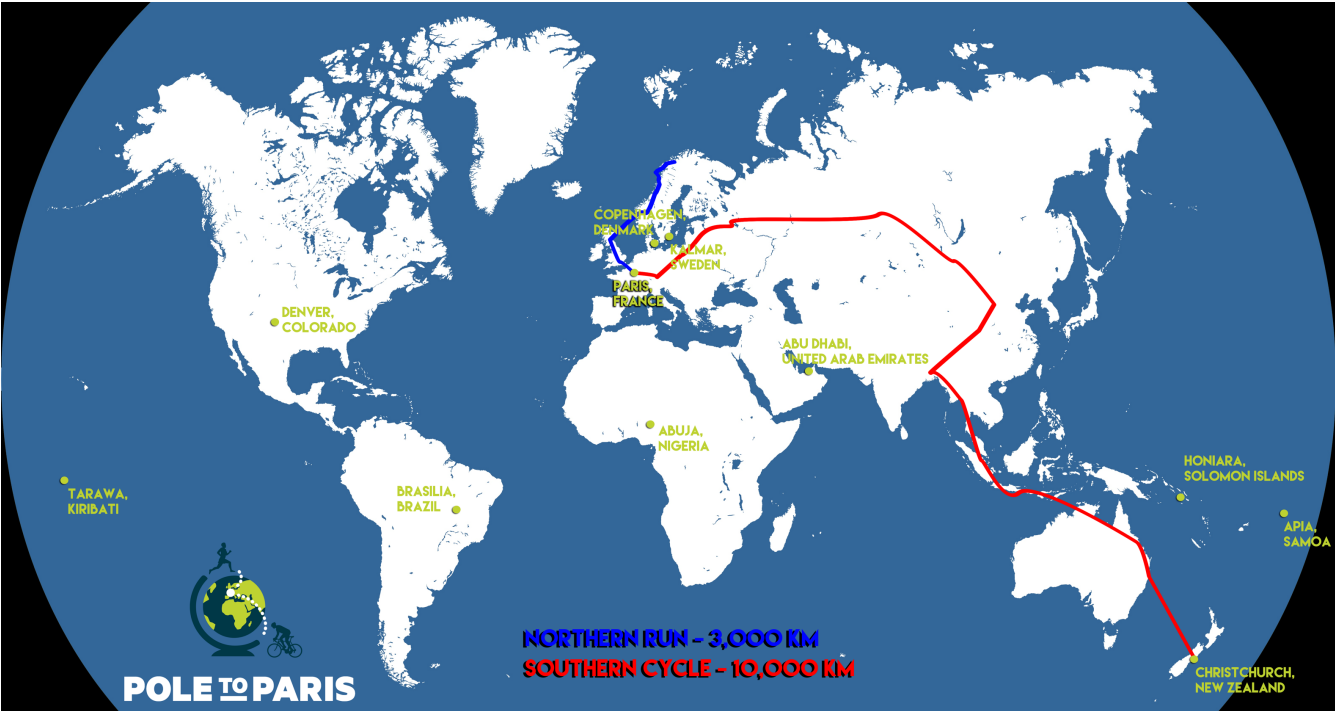 COPENHAGEN,
DENMARK
KALMAR,
SWEDEN
PARIS,
FRANCE
DENVER,
COLORADO
ABU DHABI,
UNITED ARAB EMIRATES
ABUJA,
NIGERIA
HONIARA,
SOLOMON ISLANDS
TARAWA,
KIRIBATI
BRASILIA,
BRAZIL
APIA,
SAMOA
NORTHERN RUN - 3,000 KM
SOUTHERN CYCLE - 10,000 KM
CHRISTCHURCH,
NEW ZEALAND
POLE TO PARIS